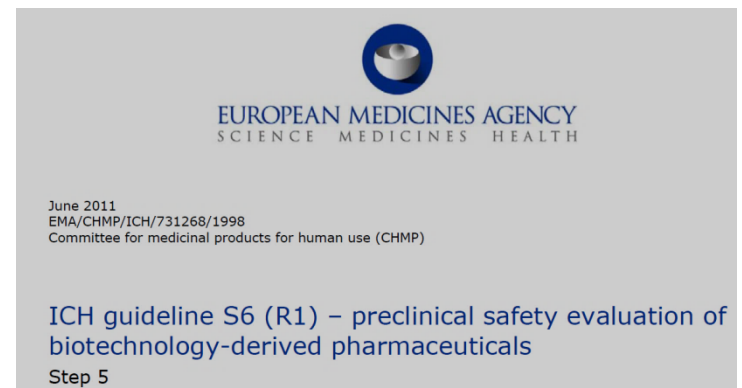 EUROPEAN MEDICINES AGENCY
SCIENCE MEDICINES HEALTH
June 2011
EMA/CHMP/ICH/731268/1998
Committee for medicinal products for human use (CHMP)
ICH guideline S6 (R1) – preclinical safety evaluation of
biotechnology-derived pharmaceuticals
Step 5